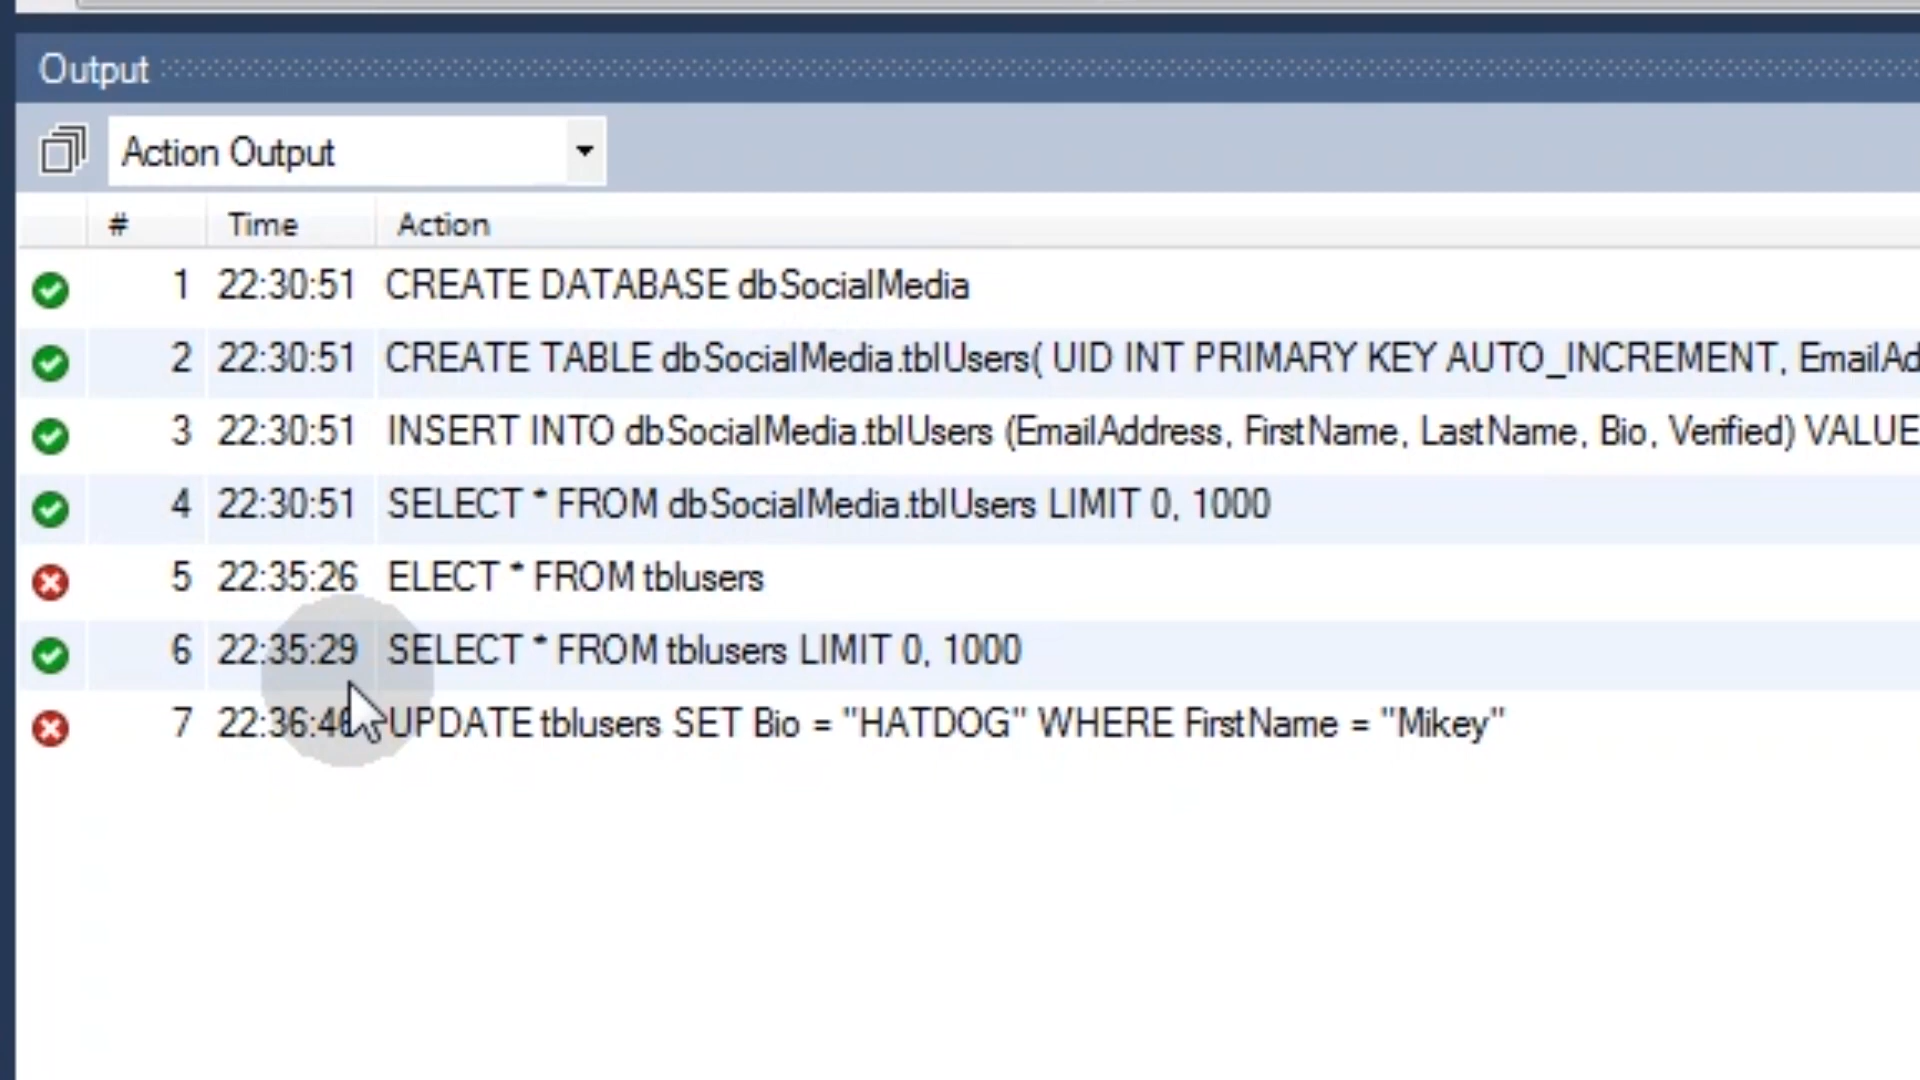 Output
Action Output
# Time Action
1 22:30:51 CREATE DATABASE dbSocialMedia
2 22:30:51 CREATE TABLE dbSocialMedia.tblUsers( UID INT PRIMARY KEY AUTO_INCREMENT, EmailAd
3 22:30:51 INSERT INTO dbSocialMedia.tblUsers (EmailAddress, FirstName, LastName, Bio, Verified) VALUE
4 22:30:51 SELECT * FROM dbSocialMedia.tblUsers LIMIT 0, 1000
5 22:35:26 ELECT * FROM tblusers
6 22:35:29 SELECT * FROM tblusers LIMIT 0, 1000
7 22:36:46 UPDATE tblusers SET Bio = "HATDOG" WHERE FirstName = "Mikey"